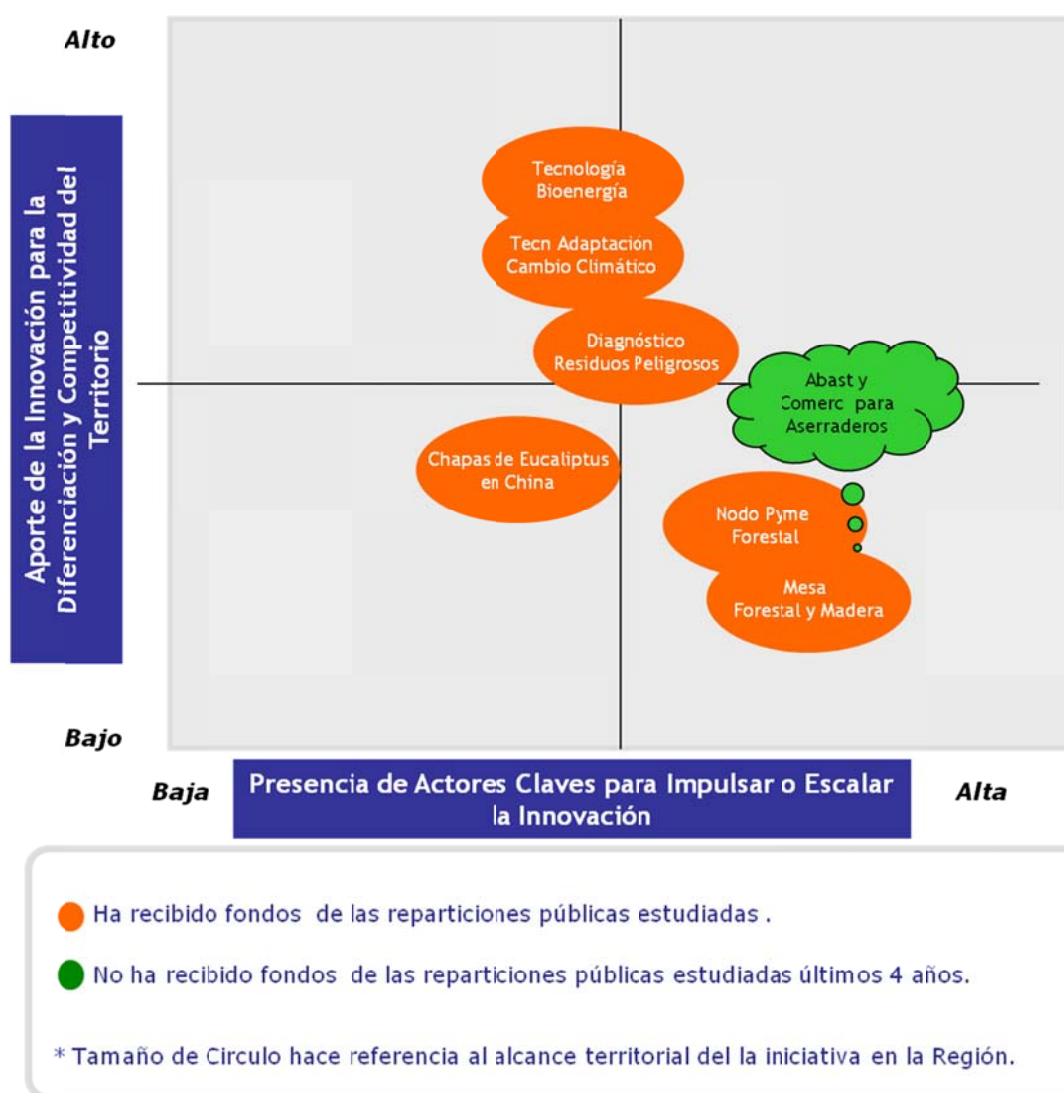 Alto
Aporte de la Innovación para la
Diferenciación y Competitividad del
Territorio
Tecnología
Bioenergía
Tecn Adaptación
Cambio Climático
Diagnóstico
Residuos Peligrosos
Abast y
Comerc para
Aserraderos
Chapas de Eucaliptus
en China
Nodo Pyme
Forestal
Mesa
Forestal y Madera
Bajo
Baja
Presencia de Actores Claves para Impulsar o Escalar
la Innovación
Alta
Ha recibido fondos de las reparticiones públicas estudiadas .
No ha recibido fondos de las reparticiones públicas estudiadas últimos 4 años.
* Tamaño de Circulo hace referencia al alcance territorial del la iniciativa en la Región.